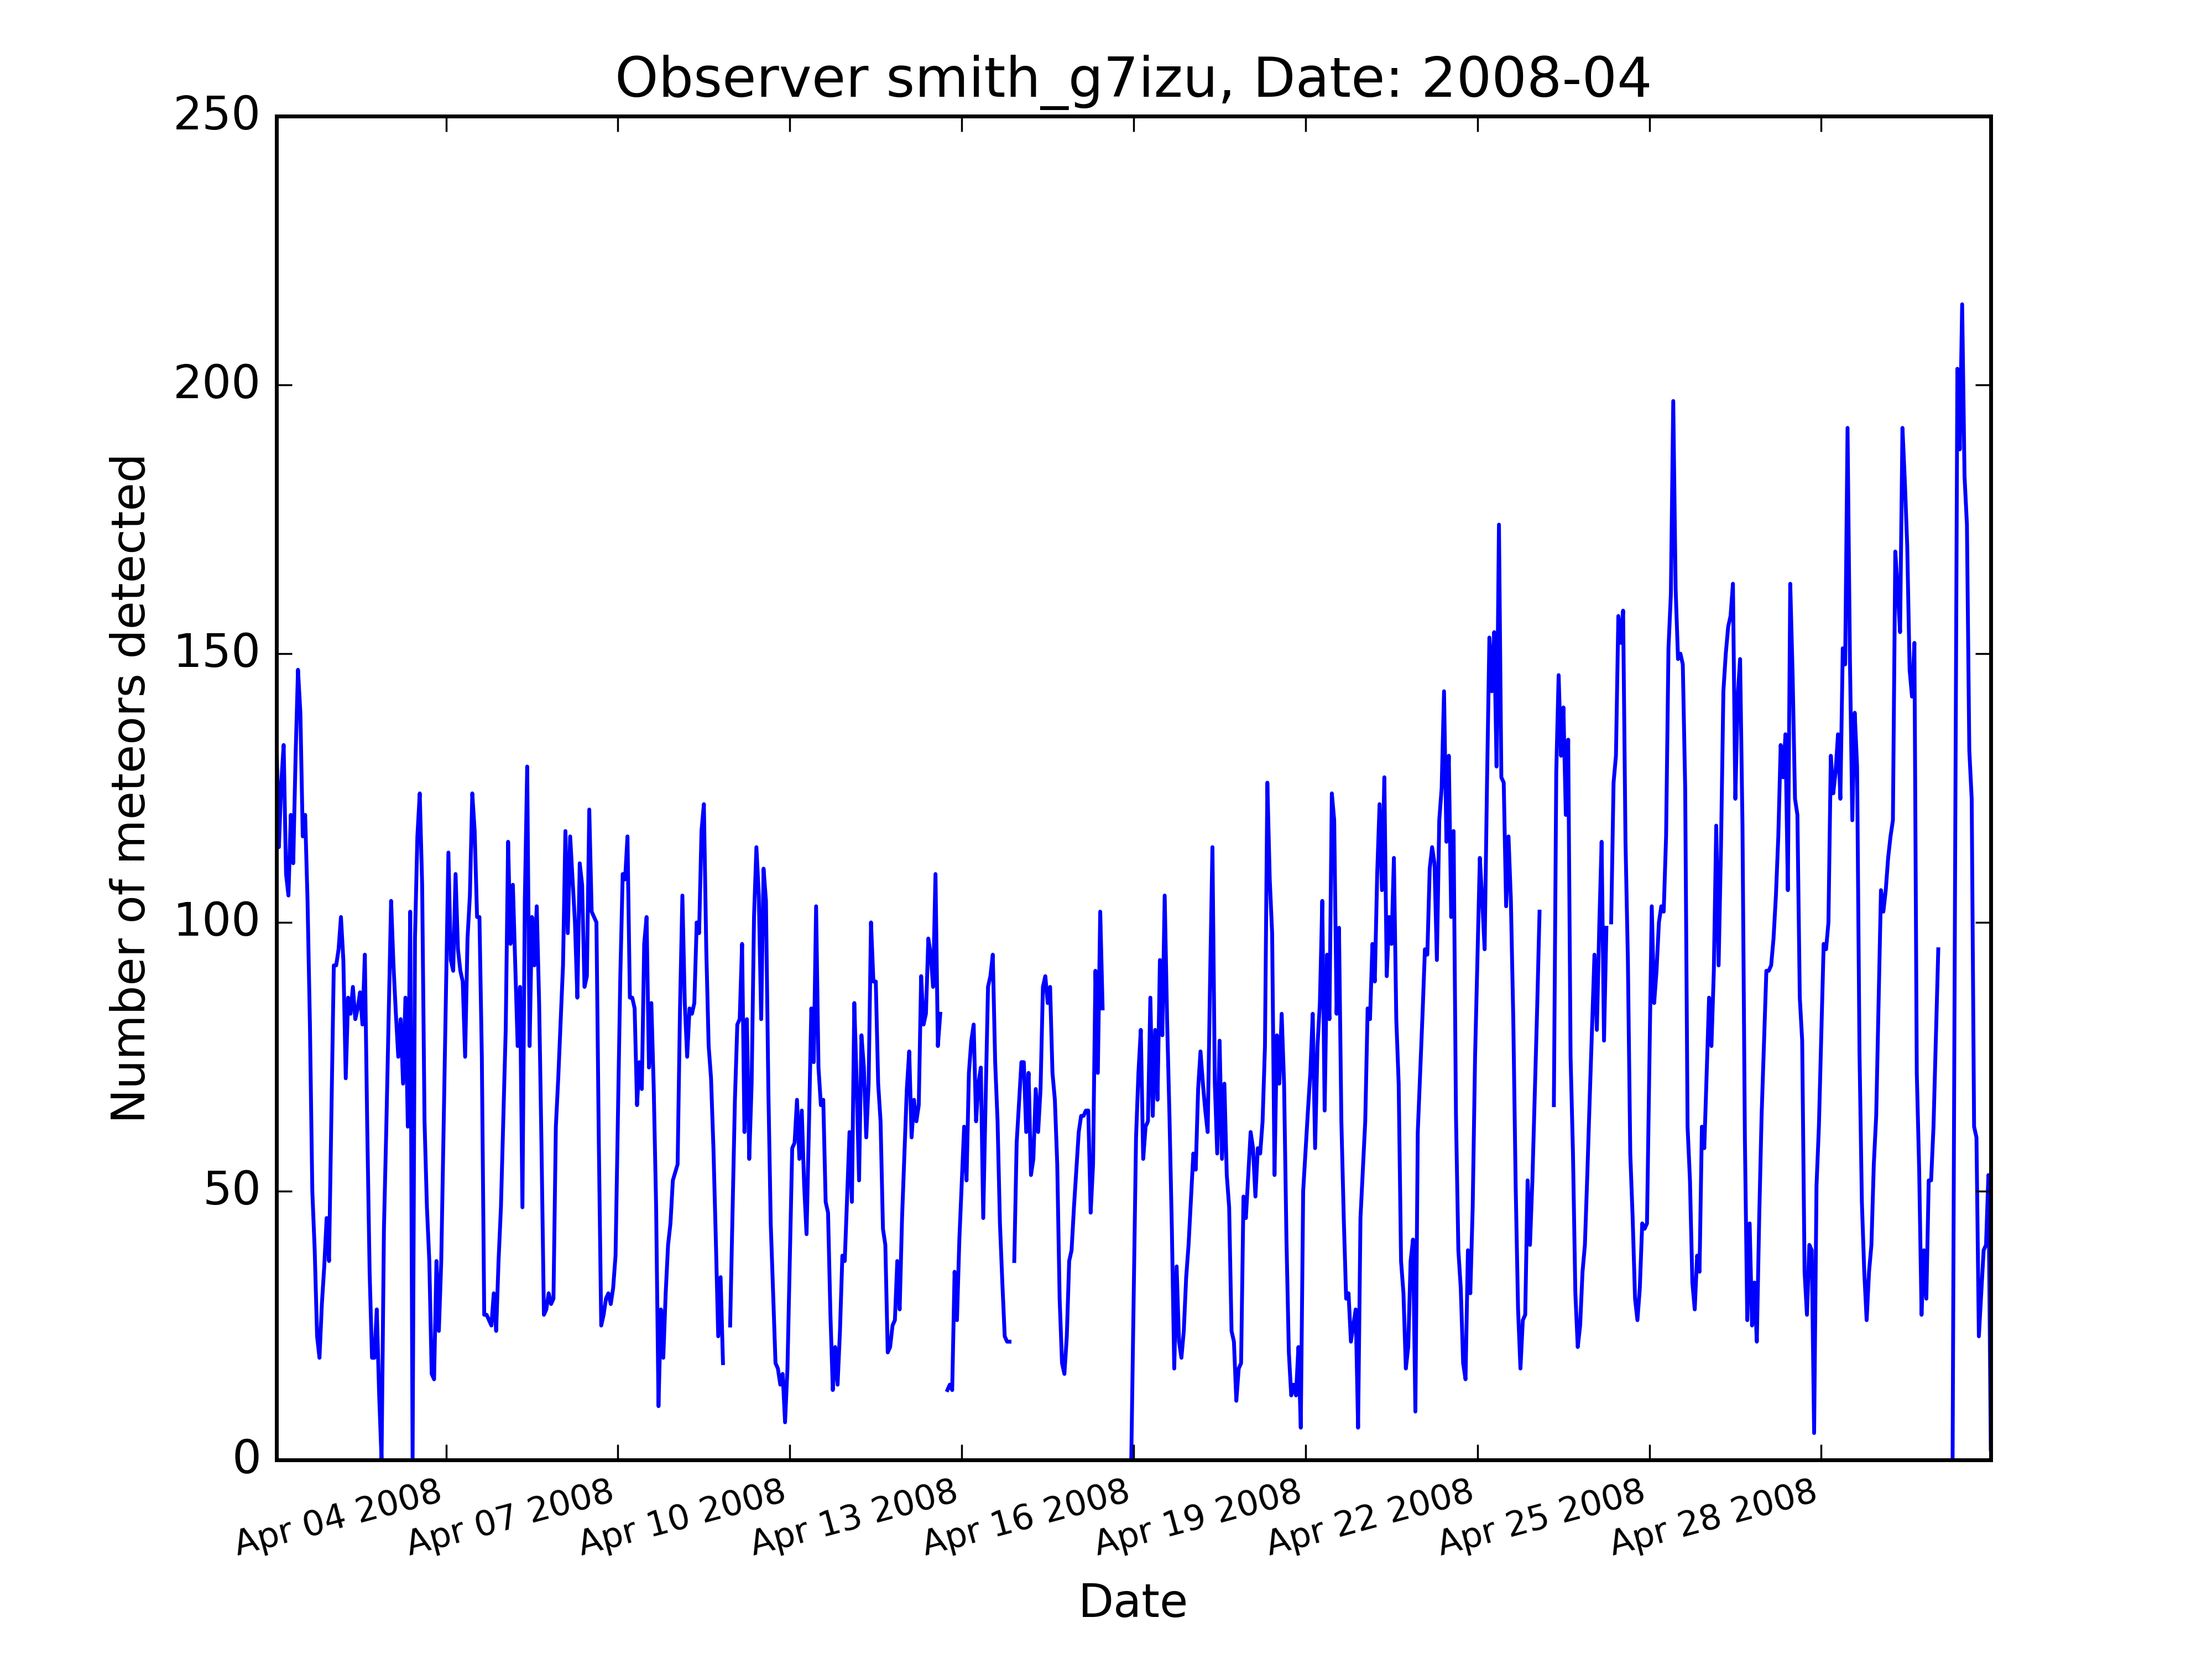 Observer smith_g7izu, Date: 2008-04
Number of meteors detected
250
200
150
100
50
0
Apr 04 2008
Apr 07 2008
Apr 10 2008
Apr 13 2008
Apr 16 2008
Apr 19 2008
Apr 22 2008
Apr 25 2008
Apr 28 2008
Date